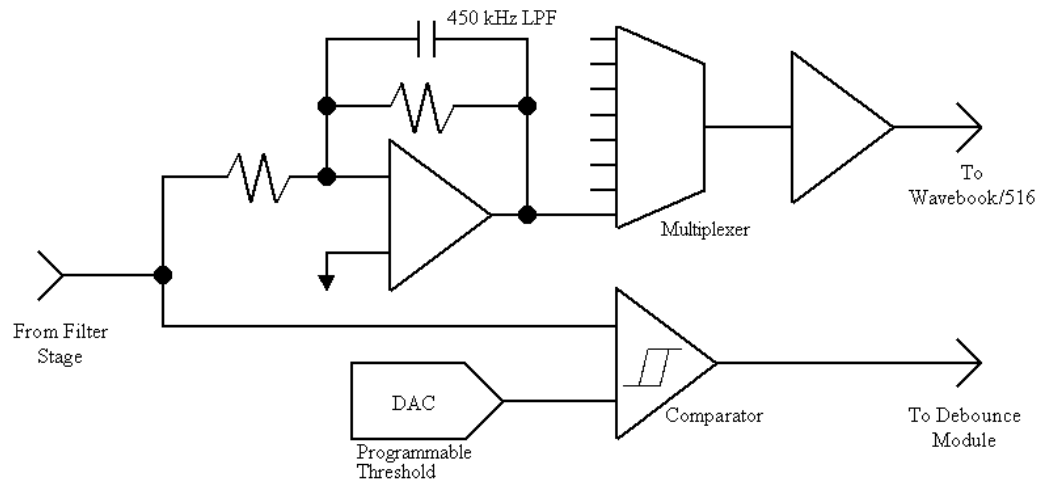 450 kHz LPF
To
Wavebook/516
Multiplexer
From Filter
Stage
DAC
Programmable
Threshold
Comparator
To Debounce
Module